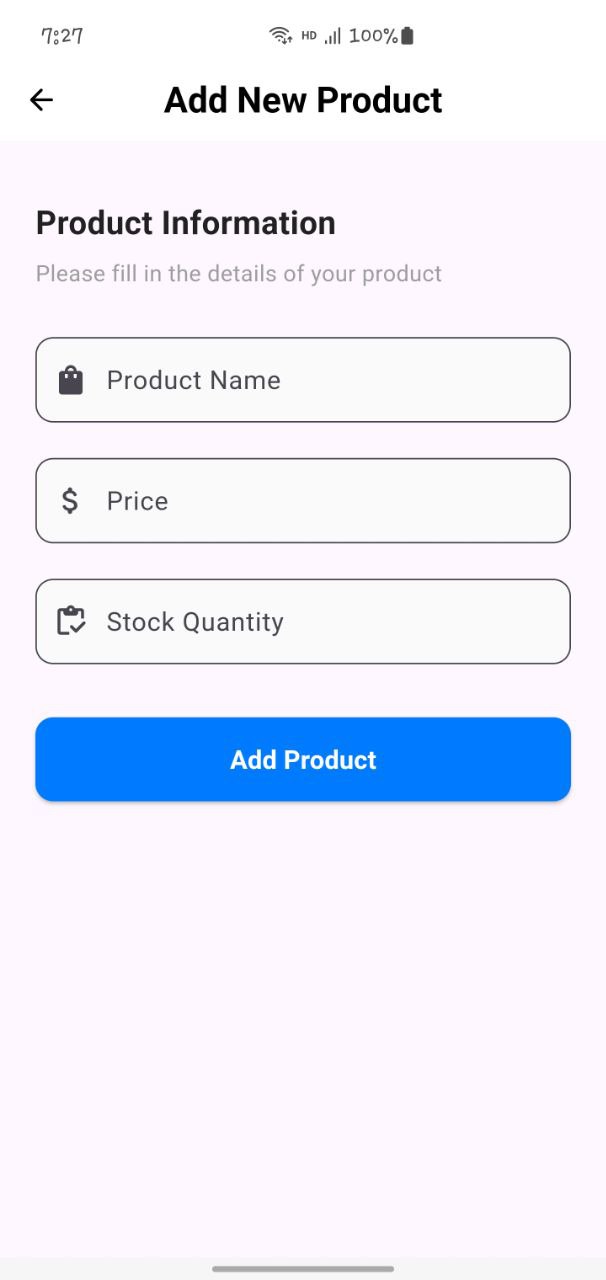 7:27 HD 100%
Add New Product
Product Information
Please fill in the details of your product
Product Name
$ Price
Stock Quantity
Add Product